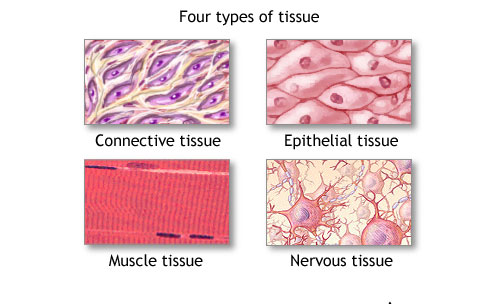 Four types of tissue
Connective tissue
Epithelial tissue
Muscle tissue
Nervous tissue